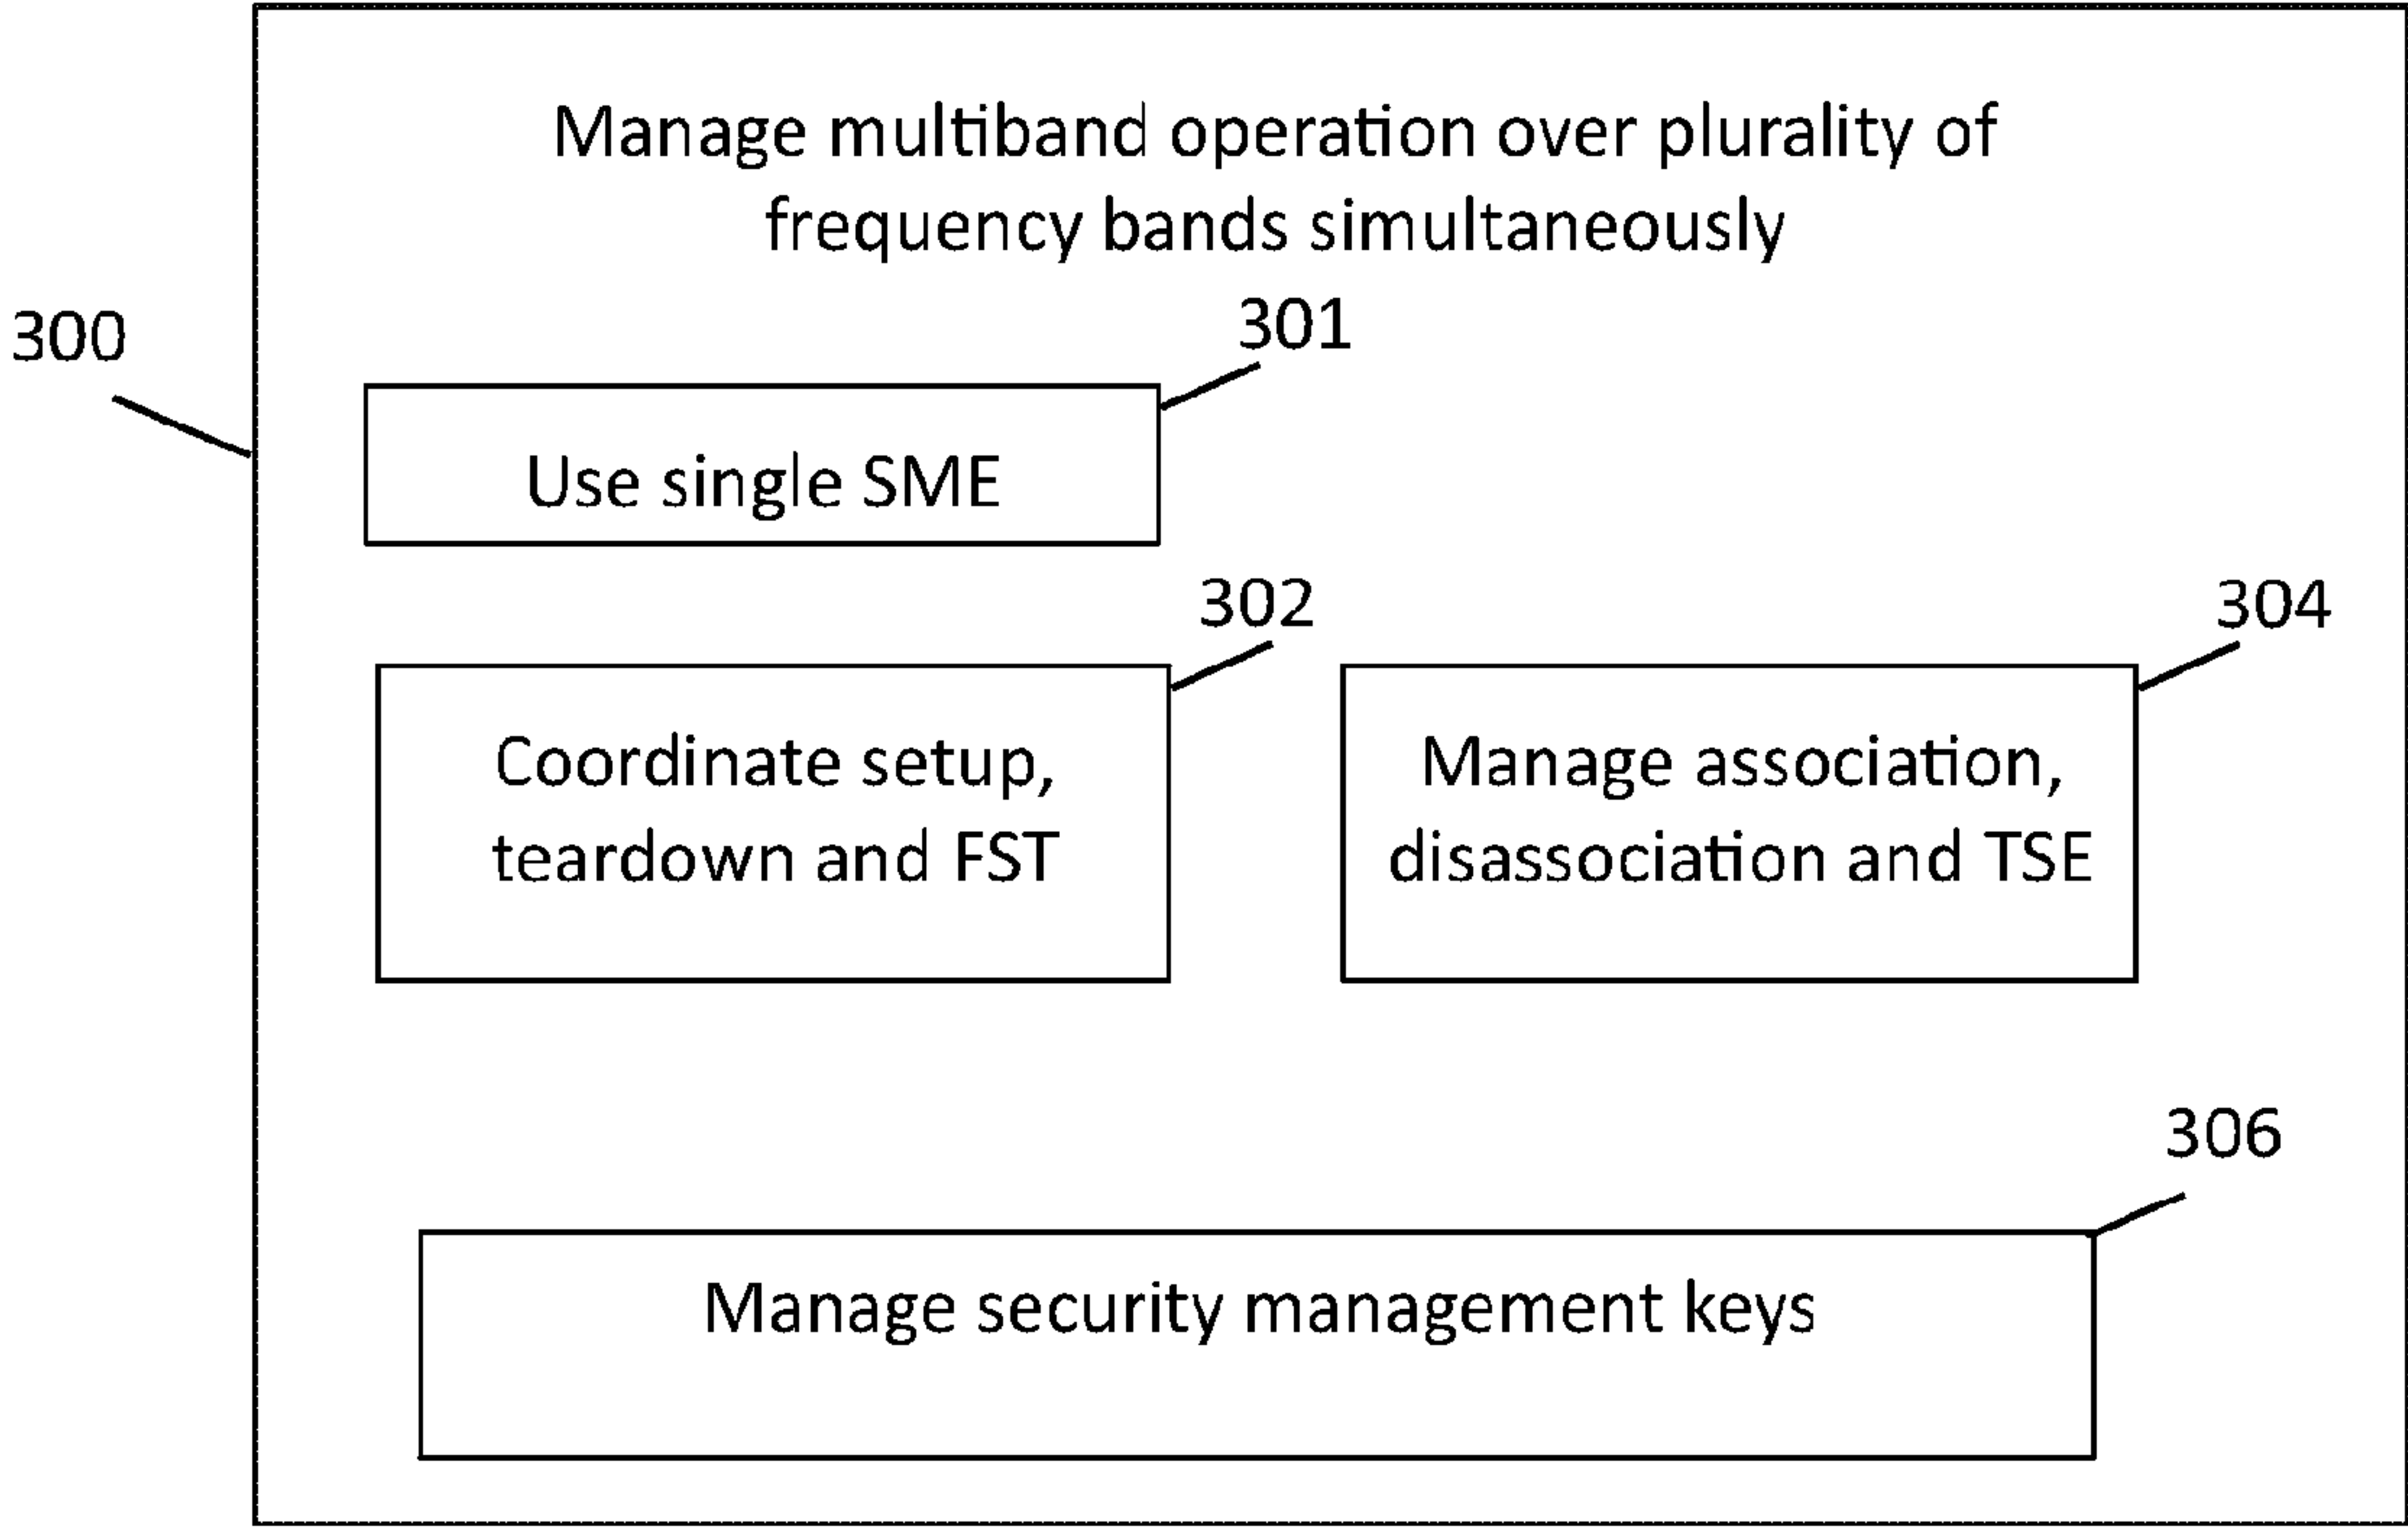 Manage multiband operation over plurality of
frequency bands simultaneously
300
301
Use single SME
302
304
Coordinate setup,
teardown and FST
Manage association,
disassociation and TSE
306
Manage security management keys